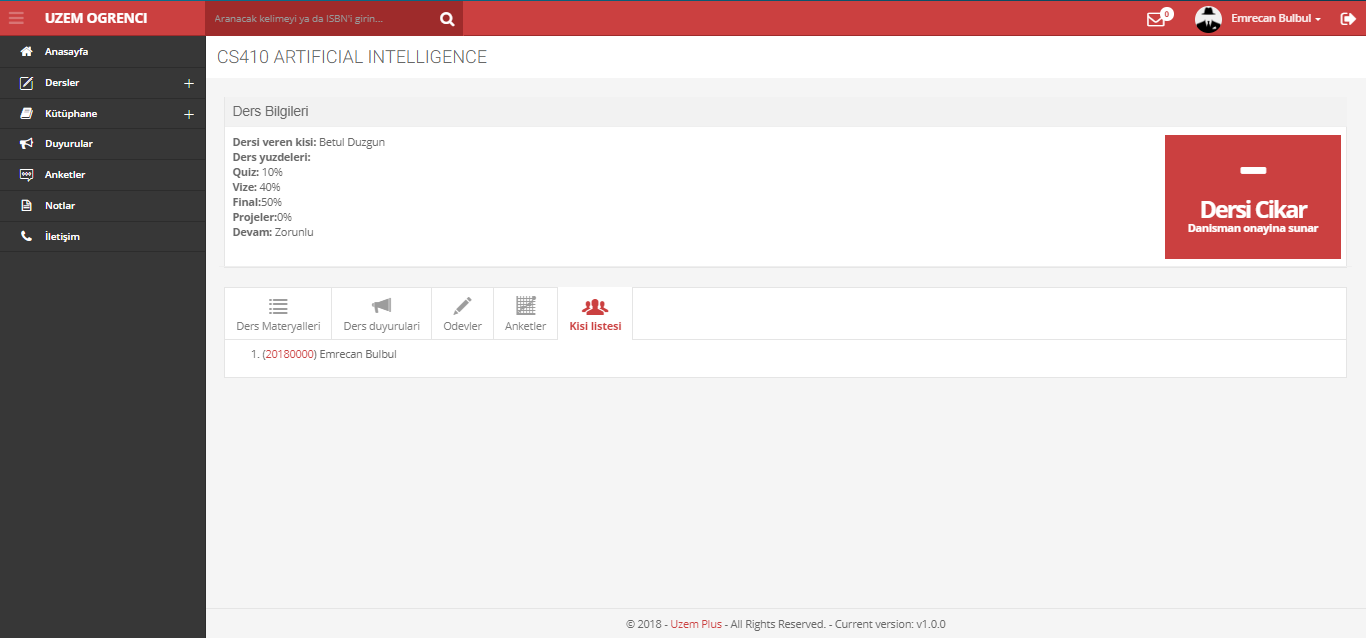 UZEM OGRENCI
Aranacak kelimeyi ya da ISBN'i girin...
0
Emrecan Bulbul
Anasayfa
Dersler
Kütüphane
Duyurular
Anketler
Notlar
İletişim
CS410 ARTIFICIAL INTELLIGENCE
Ders Bilgileri
Dersi veren kisi: Betul Duzgun
Ders yuzdeleri:
Quiz: 10%
Vize: 40%
Final:50%
Projeler:0%
Devam: Zorunlu
Dersi Cikar
Danisman onayina sunar
Ders Materyalleri
Ders duyurulari
Odevler
Anketler
Kisi listesi
1. (20180000) Emrecan Bulbul
© 2018 - Uzem Plus - All Rights Reserved. - Current version: v1.0.0